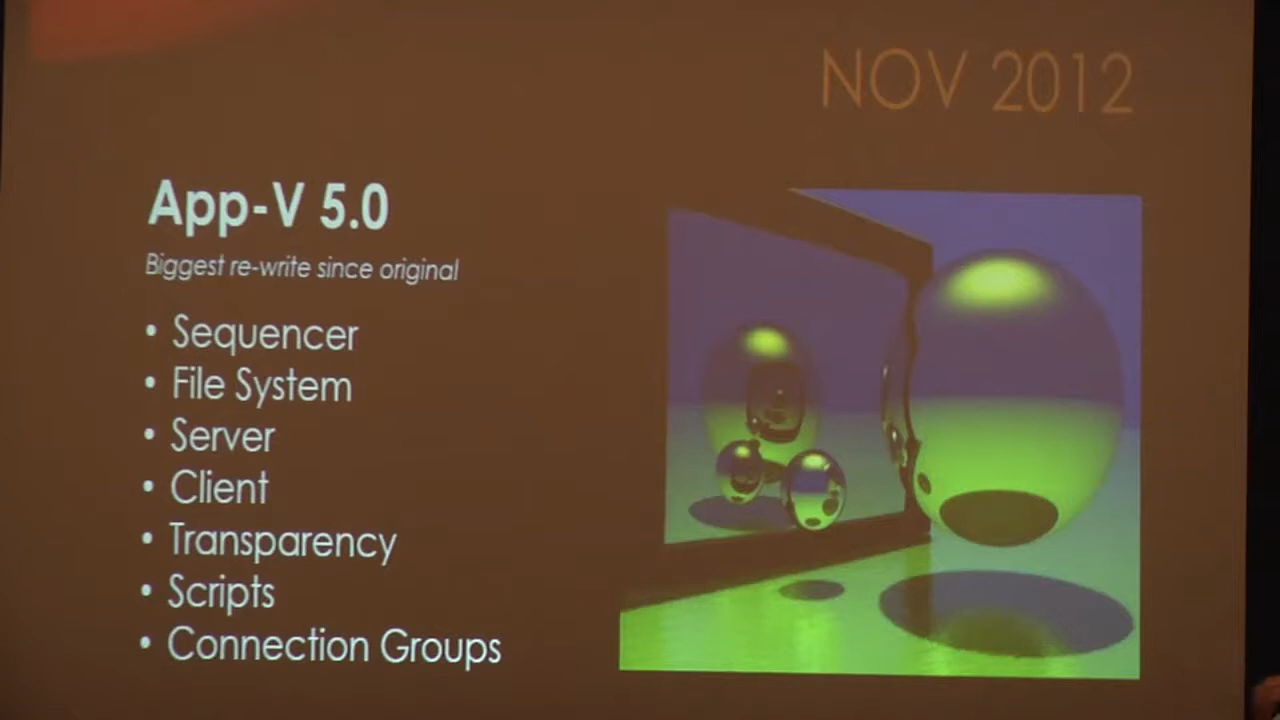 NOV 2012
App-V 5.0
Biggest re-write since original
• Sequencer
• File System
• Server
• Client
• Transparency
• Scripts
• Connection Groups